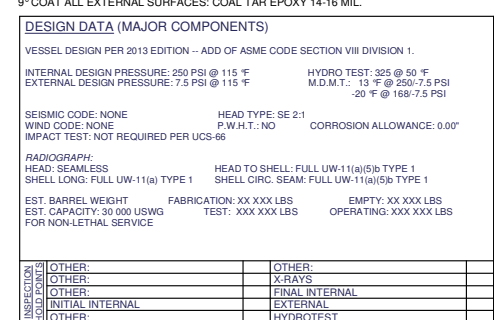 9° COAT ALL EXTERNAL SURFACES: COAL TAR EPOXY 14-16 MIL.
DESIGN DATA (MAJOR COMPONENTS)
VESSEL DESIGN PER 2013 EDITION -- ADD OF ASME CODE SECTION VIII DIVISION 1.
INTERNAL DESIGN PRESSURE: 250 PSI @ 115 °F HYDRO TEST: 325 @ 50 °F
EXTERNAL DESIGN PRESSURE: 7.5 PSI @ 115 °F M.D.M.T.: 13 °F @ 250/-7.5 PSI
-20 °F @ 168/-7.5 PSI
SEISMIC CODE: NONE HEAD TYPE: SE 2:1
WIND CODE: NONE P.W.H.T.: NO CORROSION ALLOWANCE: 0.00"
IMPACT TEST: NOT REQUIRED PER UCS-66
RADIOGRAPH:
HEAD: SEAMLESS HEAD TO SHELL: FULL UW-11(a)(5)b TYPE 1
SHELL LONG: FULL UW-11(a) TYPE 1 SHELL CIRC. SEAM: FULL UW-11(a)(5)b TYPE 1
EST. BARREL WEIGHT FABRICATION: XX XXX LBS EMPTY: XX XXX LBS
EST. CAPACITY: 30 000 USWG TEST: XXX XXX LBS OPERATING: XXX XXX LBS
FOR NON-LETHAL SERVICE
INSPECTION
HOLD POINTS
OTHER: OTHER:
OTHER: X-RAYS
OTHER: FINAL INTERNAL
INITIAL INTERNAL EXTERNAL
OTHER: HYDROTEST